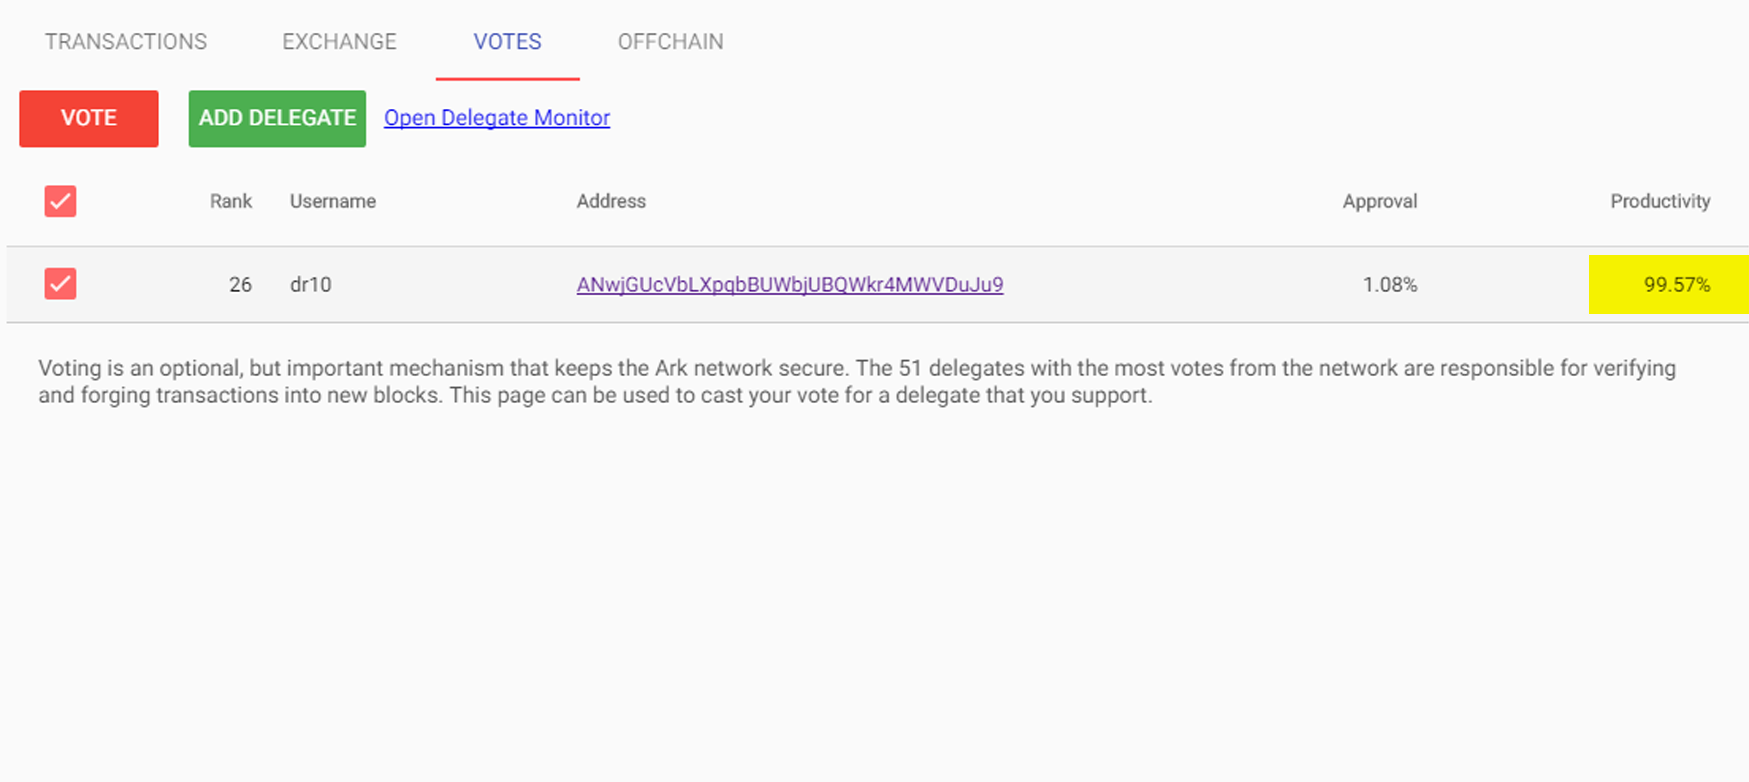 TRANSACTIONS EXCHANGE VOTES OFFCHAIN
VOTE ADD DELEGATE Open Delegate Monitor
Rank Username Address Approval Productivity
26 dr10 ANwjGUcVbLXpqbBUWbjUBQWkr4MWVDuJu9 1.08% 99.57%
Voting is an optional, but important mechanism that keeps the Ark network secure. The 51 delegates with the most votes from the network are responsible for verifying
and forging transactions into new blocks. This page can be used to cast your vote for a delegate that you support.